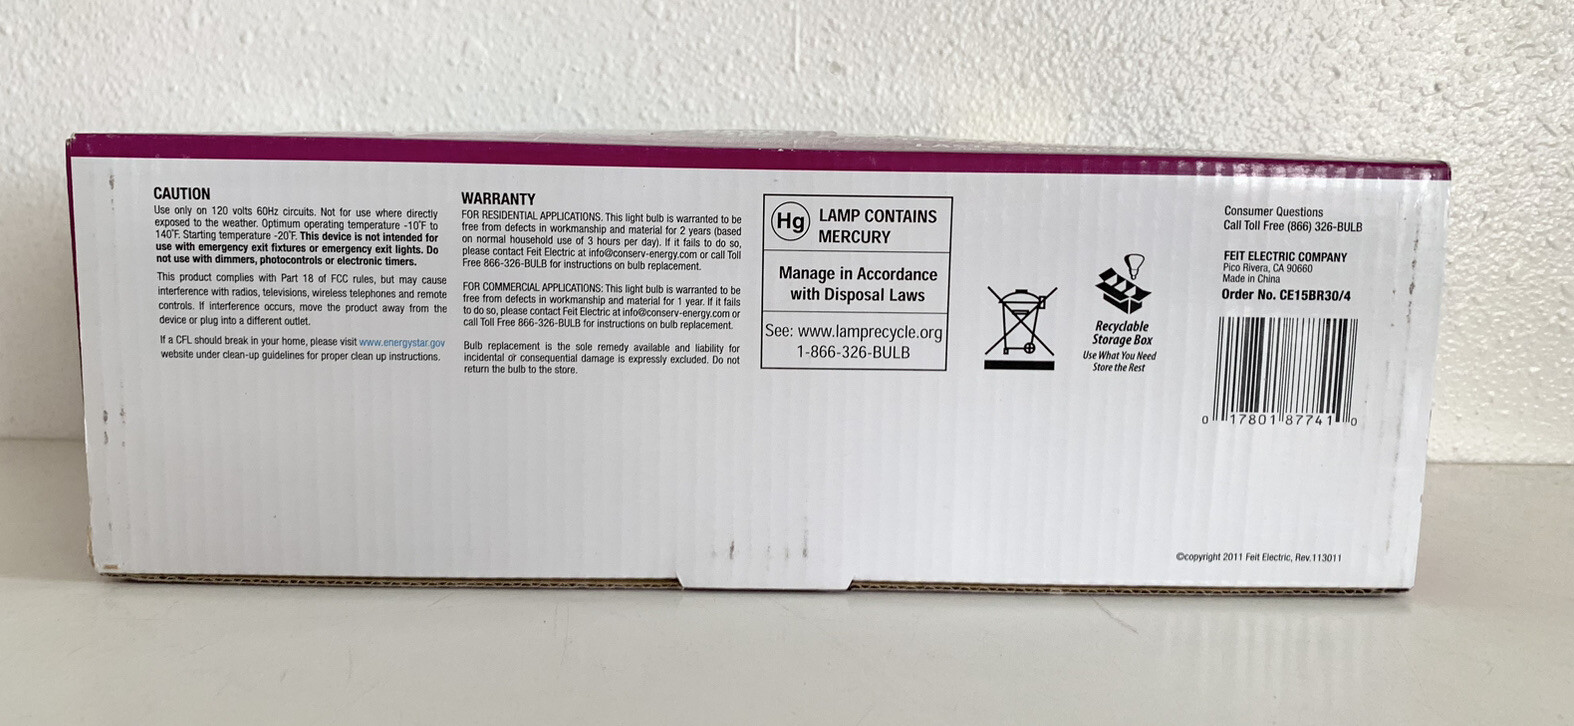 CAUTION
Use only on 120 volts 60Hz circuits. Not for use where directly
exposed to the weather. Optimum operating temperature -10°F to
140°F. Starting temperature -20°F. This device is not intended for
use with emergency exit fixtures or emergency exit lights. Do
not use with dimmers, photocontrols or electronic timers.
This product complies with Part 18 of FCC rules, but may cause
interference with radios, televisions, wireless telephones and remote
controls. If interference occurs, move the product away from the
device or plug into a different outlet.
If a CFL should break in your home, please visit www.energystar.gov
website under clean-up guidelines for proper clean up instructions.
WARRANTY
FOR RESIDENTIAL APPLICATIONS. This light bulb is warranted to be
free from defects in workmanship and material for 2 years (based
on normal household use of 3 hours per day). If it fails to do so,
please contact Feit Electric at info@conserv-energy.com or call Toll
Free 866-326-BULB for instructions on bulb replacement.
FOR COMMERCIAL APPLICATIONS: This light bulb is warranted to be
free from defects in workmanship and material for 1 year. If it fails
to do so, please contact Feit Electric at info@conserv-energy.com or
call Toll Free 866-326-BULB for instructions on bulb replacement.
Bulb replacement is the sole remedy available and liability for
incidental or consequential damage is expressly excluded. Do not
return the bulb to the store.
Hg LAMP CONTAINS
MERCURY
Manage in Accordance
with Disposal Laws
See: www.lamprecycle.org
1-866-326-BULB
Recyclable
Storage Box
Use What You Need
Store the Rest
Consumer Questions
Call Toll Free (866) 326-BULB
FEIT ELECTRIC COMPANY
Pico Rivera, CA 90660
Made in China
Order No. CE15BR30/4
0 17801 87741 0
©copyright 2011 Feit Electric, Rev.113011